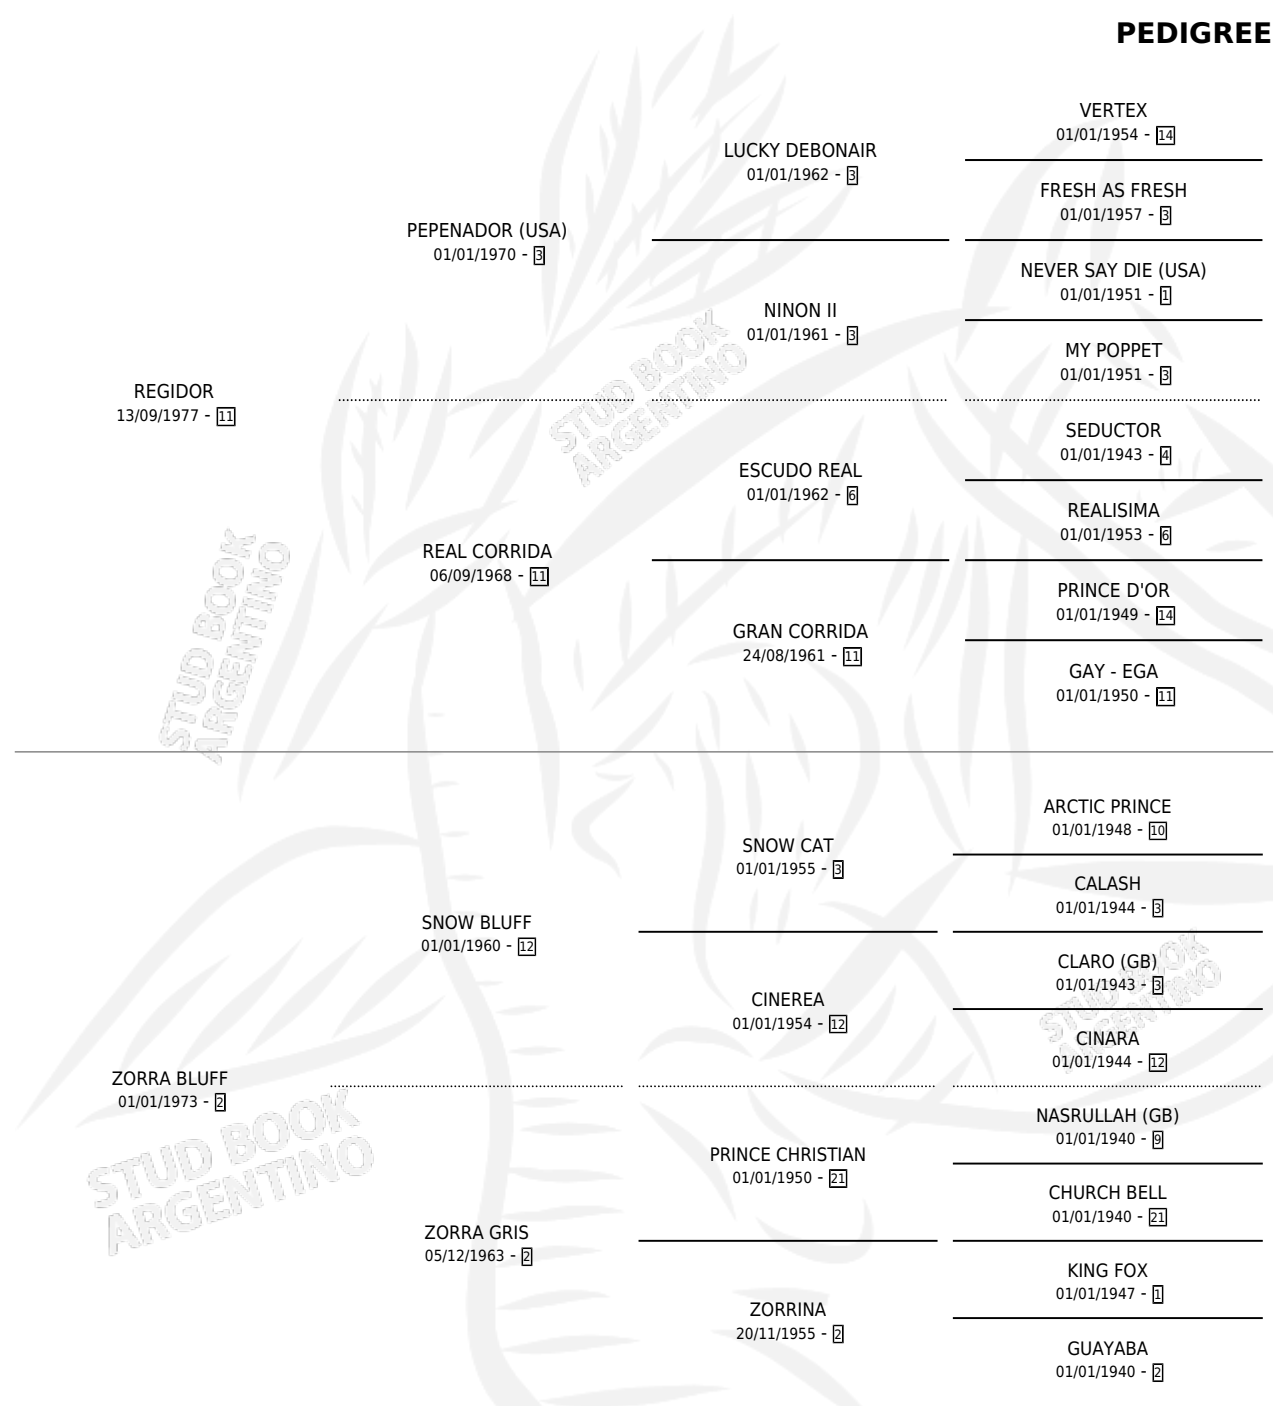 PEDIGREE
VERTEX
01/01/1954 - 14
LUCKY DEBONAIR
01/01/1962 - 3
FRESH AS FRESH
01/01/1957 - 3
PEPENADOR (USA)
01/01/1970 - 3
NEVER SAY DIE (USA)
01/01/1951 - 1
NINON II
01/01/1961 - 3
MY POPPET
01/01/1951 - 3
REGIDOR
13/09/1977 - 11
STUD BOOK
ARGENTINO
SEDUCTOR
01/01/1943 - 4
ESCUDO REAL
01/01/1962 - 6
REALISIMA
01/01/1953 - 6
REAL CORRIDA
06/09/1968 - 11
PRINCE D'OR
01/01/1949 - 14
GRAN CORRIDA
24/08/1961 - 11
GAY - EGA
01/01/1950 - 11
STUD BOOK
ARGENTINO
ARCTIC PRINCE
01/01/1948 - 10
SNOW CAT
01/01/1955 - 3
CALASH
01/01/1944 - 3
SNOW BLUFF
01/01/1960 - 12
CLARO (GB)
01/01/1943 - 3
CINEREA
01/01/1954 - 12
STUD BOOK
ARGENTINO
CINARA
01/01/1944 - 12
ZORRA BLUFF
01/01/1973 - 2
STUD BOOK
ARGENTINO
NASRULLAH (GB)
01/01/1940 - 9
PRINCE CHRISTIAN
01/01/1950 - 21
CHURCH BELL
01/01/1940 - 21
ZORRA GRIS
05/12/1963 - 2
KING FOX
01/01/1947 - 1
ZORRINA
20/11/1955 - 2
GUAYABA
01/01/1940 - 2